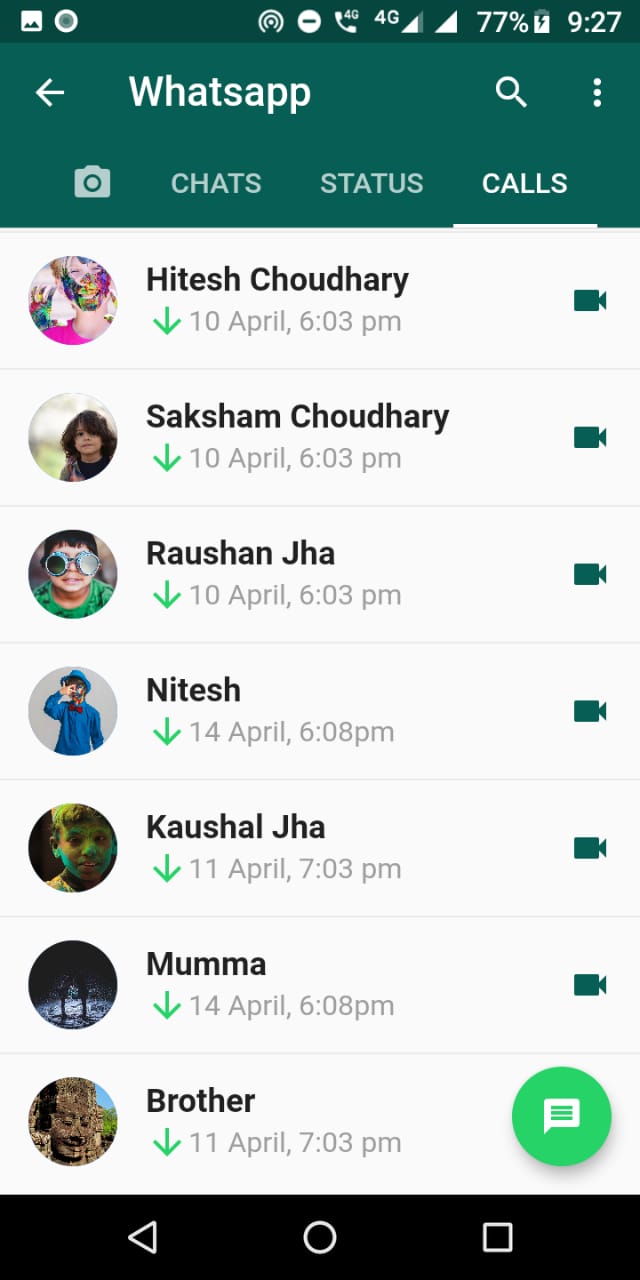 4G 4G 77% 9:27
Whatsapp
CHATS STATUS CALLS
Hitesh Choudhary
10 April, 6:03 pm
Saksham Choudhary
10 April, 6:03 pm
Raushan Jha
10 April, 6:03 pm
Nitesh
14 April, 6:08pm
Kaushal Jha
11 April, 7:03 pm
Mumma
14 April, 6:08pm
Brother
11 April, 7:03 pm